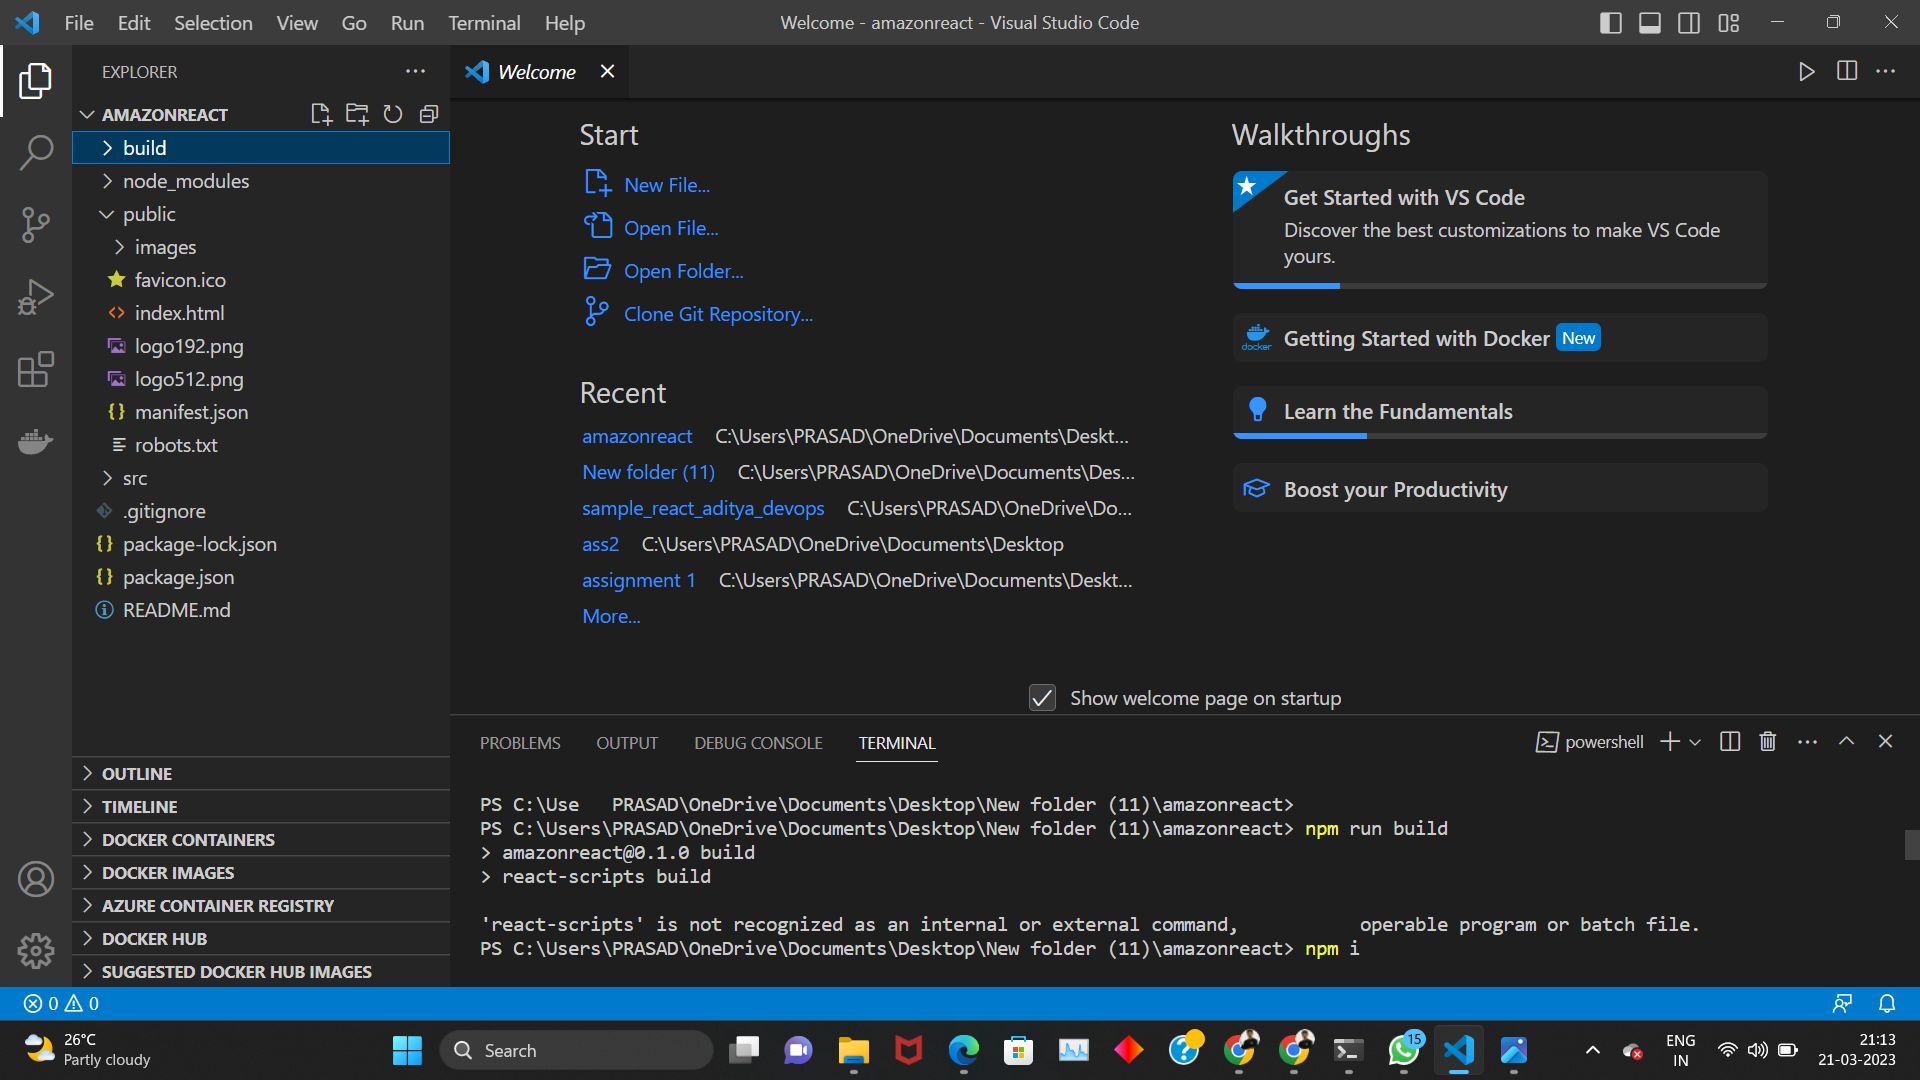 File Edit Selection View Go Run Terminal Help
Welcome - amazonreact - Visual Studio Code
EXPLORER
AMAZONREACT
build
node_modules
public
images
favicon.ico
index.html
logo192.png
logo512.png
manifest.json
robots.txt
src
.gitignore
package-lock.json
package.json
README.md
OUTLINE
TIMELINE
DOCKER CONTAINERS
DOCKER IMAGES
AZURE CONTAINER REGISTRY
DOCKER HUB
SUGGESTED DOCKER HUB IMAGES
Welcome
Start
New File...
Open File...
Open Folder...
Clone Git Repository...
Recent
amazonreact C:\Users\PRASAD\OneDrive\Documents\Deskt...
New folder (11) C:\Users\PRASAD\OneDrive\Documents\Des...
sample_react_aditya_devops C:\Users\PRASAD\OneDrive\Do...
ass2 C:\Users\PRASAD\OneDrive\Documents\Desktop
assignment 1 C:\Users\PRASAD\OneDrive\Documents\Deskt...
More...
Walkthroughs
Get Started with VS Code
Discover the best customizations to make VS Code
yours.
docker
Getting Started with Docker New
Learn the Fundamentals
Boost your Productivity
Show welcome page on startup
PROBLEMS OUTPUT DEBUG CONSOLE TERMINAL
powershell
PS C:\Use PRASAD\OneDrive\Documents\Desktop\New folder (11)\amazonreact>
PS C:\Users\PRASAD\OneDrive\Documents\Desktop\New folder (11)\amazonreact> npm run build
> amazonreact@0.1.0 build
> react-scripts build
'react-scripts' is not recognized as an internal or external command, operable program or batch file.
PS C:\Users\PRASAD\OneDrive\Documents\Desktop\New folder (11)\amazonreact> npm i
0 0
26°C
Partly cloudy
Search
15
ENG
IN
21:13
21-03-2023